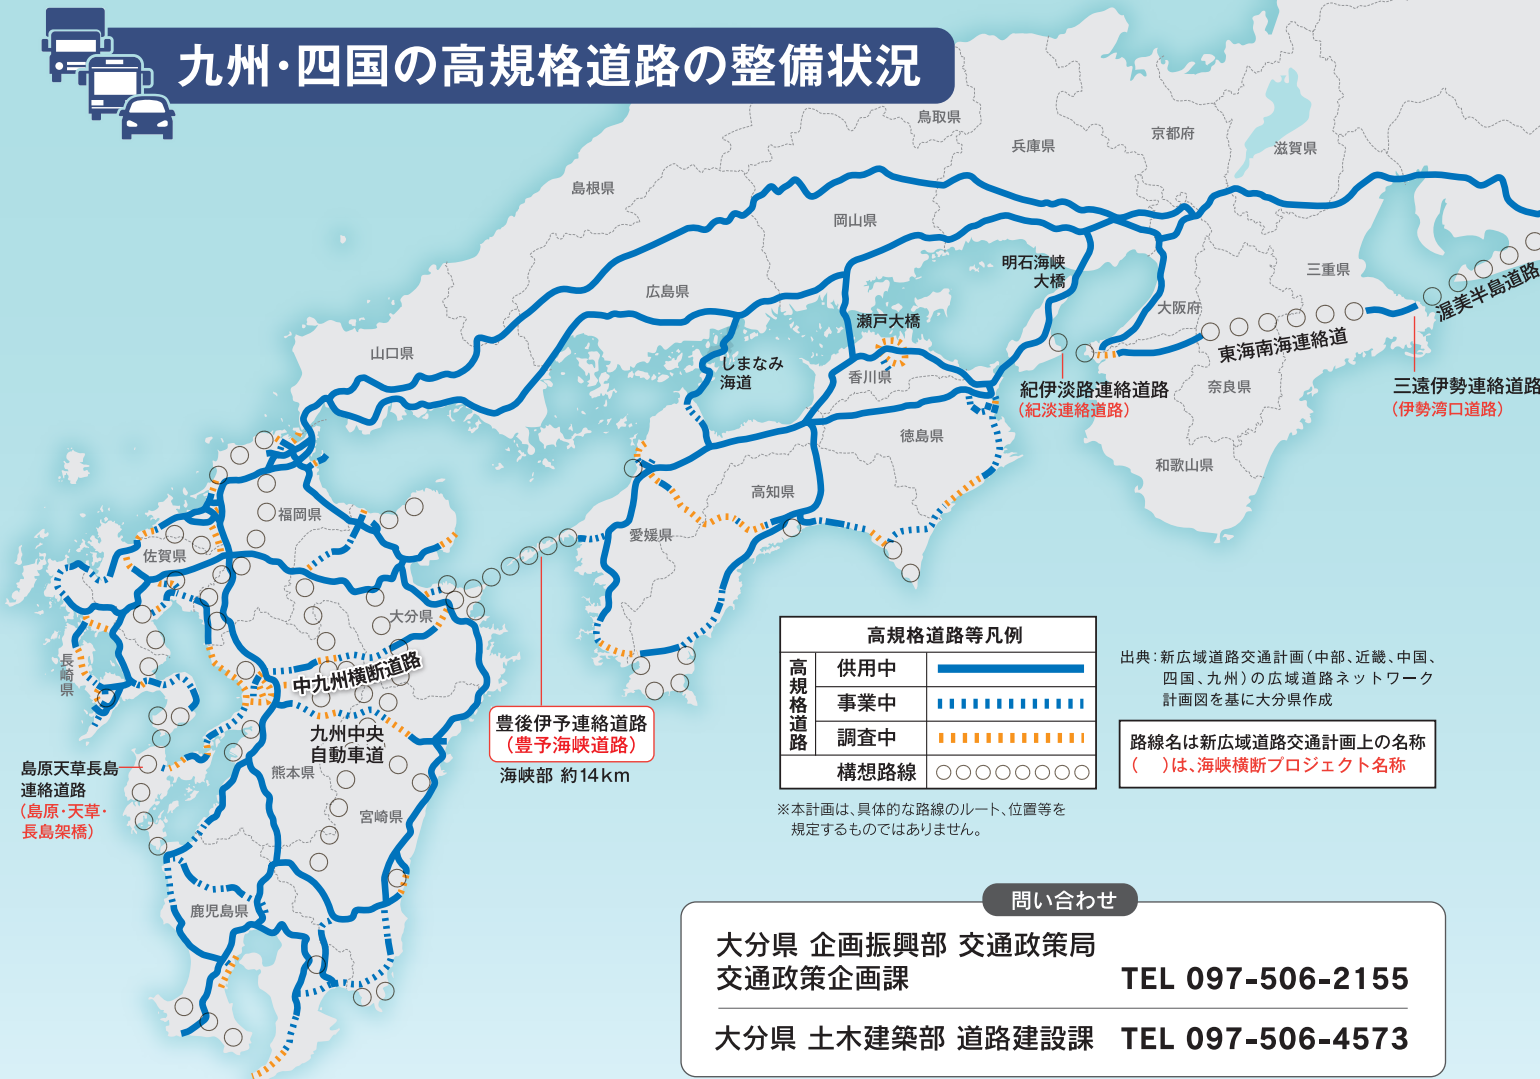 九州・四国の高規格道路の整備状況
鳥取県
兵庫県
京都府
滋賀県
島根県
岡山県
広島県
山口県
明石海峡
大橋
大阪府
三重県
渥美半島道路
瀬戸大橋
しまなみ
海道
香川県
東海南海連絡道
紀伊淡路連絡道路
(紀淡連絡道路)
奈良県
三遠伊勢連絡道路
(伊勢湾口道路)
徳島県
和歌山県
高知県
愛媛県
福岡県
佐賀県
大分県
長崎県
中九州横断道路
九州中央
自動車道
熊本県
宮崎県
鹿児島県
島原天草長島
連絡道路
(島原・天草・
長島架橋)
豊後伊予連絡道路
(豊予海峡道路)
海峡部 約14km
高規格道路等凡例
高規格道路
供用中
事業中
調査中
構想路線
※本計画は、具体的な路線のルート、位置等を
規定するものではありません。
出典:新広域道路交通計画(中部、近畿、中国、
四国、九州)の広域道路ネットワーク
計画図を基に大分県作成
路線名は新広域道路交通計画上の名称
( )は、海峡横断プロジェクト名称
問い合わせ
大分県 企画振興部 交通政策局
交通政策企画課 TEL 097-506-2155
大分県 土木建築部 道路建設課 TEL 097-506-4573